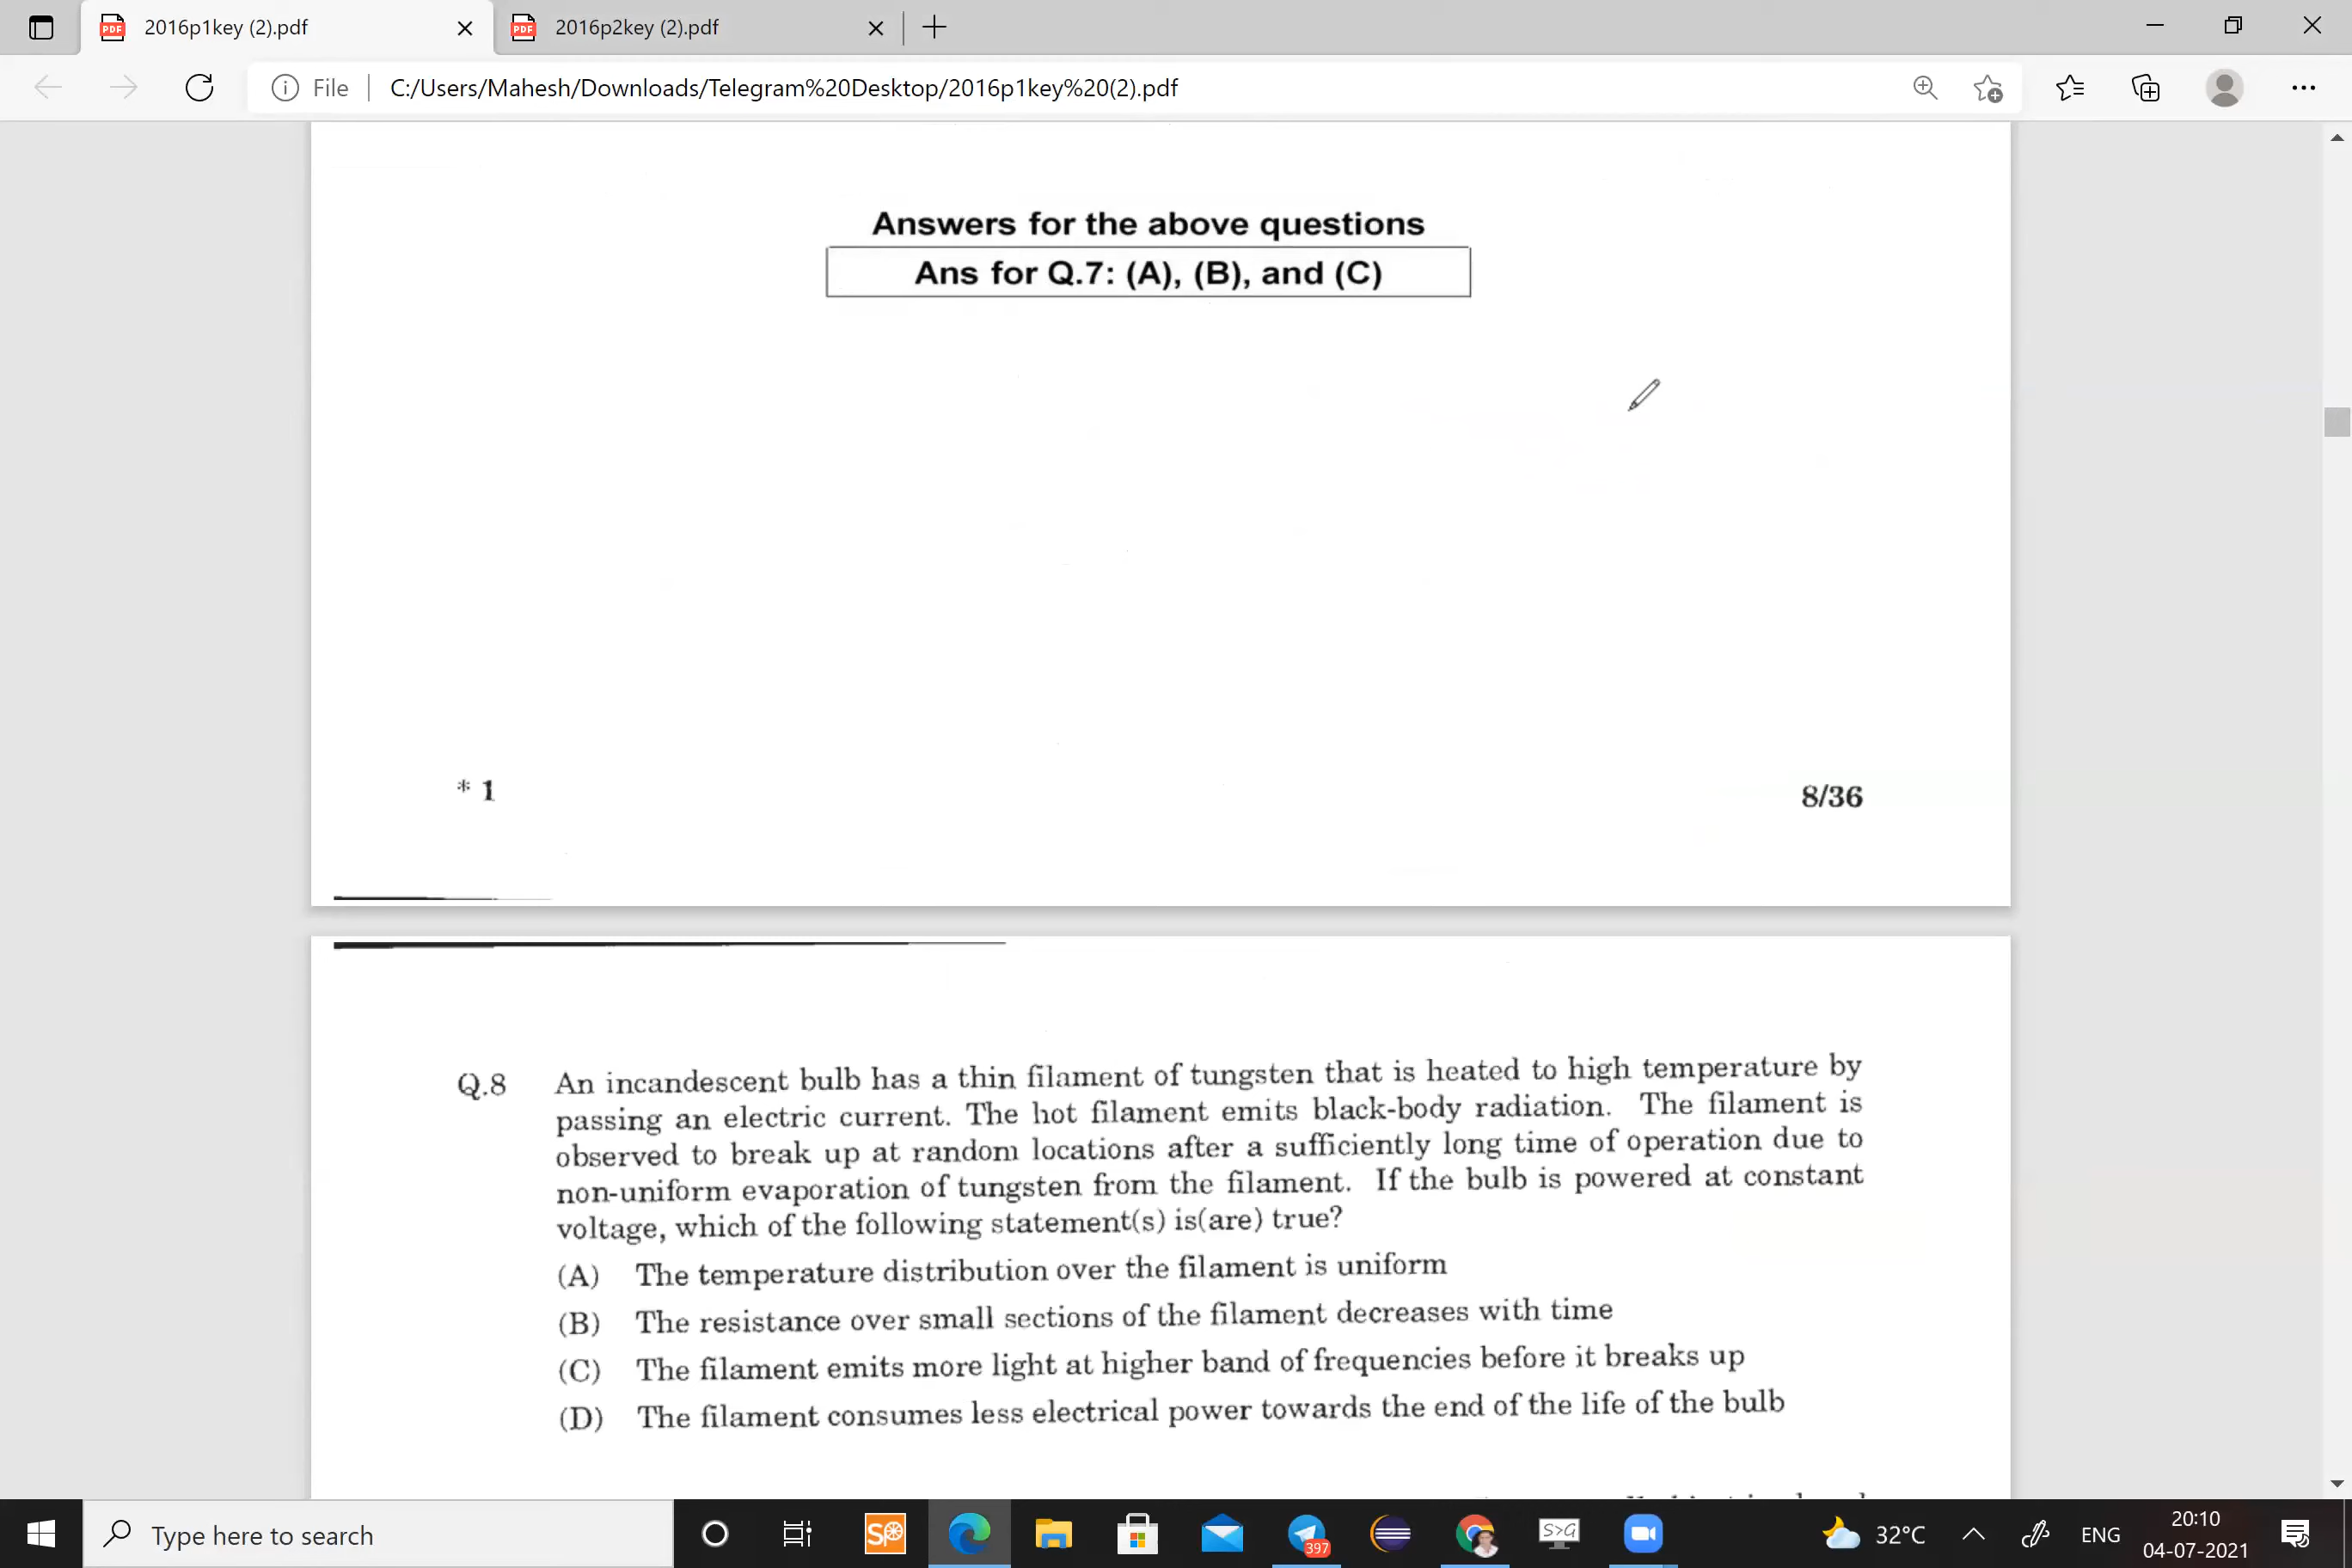 2016p1key (2).pdf
2016p2key (2).pdf
File
C:/Users/Mahesh/Downloads/Telegram%20Desktop/2016p1key%20(2).pdf
Answers for the above questions
Ans for Q.7: (A), (B), and (C)
* 1
8/36
Q.8 An incandescent bulb has a thin filament of tungsten that is heated to high temperature by
passing an electric current. The hot filament emits black-body radiation. The filament is
observed to break up at random locations after a sufficiently long time of operation due to
non-uniform evaporation of tungsten from the filament. If the bulb is powered at constant
voltage, which of the following statement(s) is(are) true?
(A) The temperature distribution over the filament is uniform
(B) The resistance over small sections of the filament decreases with time
(C) The filament emits more light at higher band of frequencies before it breaks up
(D) The filament consumes less electrical power towards the end of the life of the bulb
Type here to search
SP
397
S>G
32°C
ENG
20:10
04-07-2021